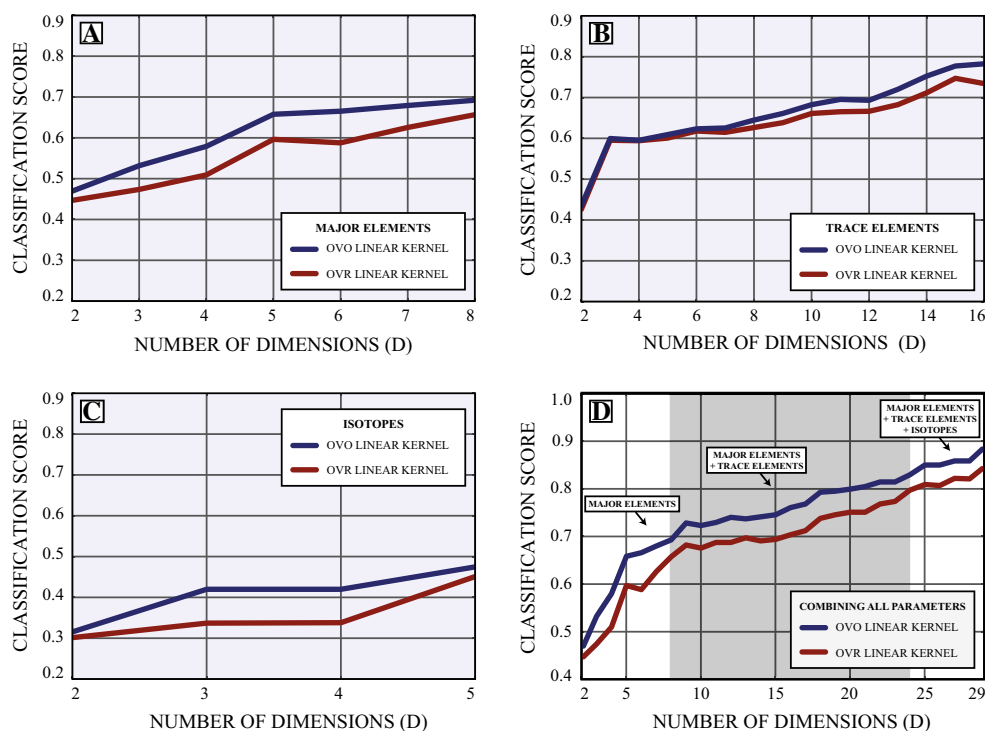 A
CLASSIFICATION SCORE
0.9
0.8
0.7
0.6
0.5
0.4
0.3
0.2
MAJOR ELEMENTS
OVO LINEAR KERNEL
OVR LINEAR KERNEL
2 3 4 5 6 7 8
NUMBER OF DIMENSIONS (D)
B
CLASSIFICATION SCORE
0.9
0.8
0.7
0.6
0.5
0.4
0.3
0.2
TRACE ELEMENTS
OVO LINEAR KERNEL
OVR LINEAR KERNEL
2 4 6 8 10 12 14 16
NUMBER OF DIMENSIONS (D)
C
CLASSIFICATION SCORE
0.9
0.8
0.7
0.6
0.5
0.4
0.3
0.2
ISOTOPES
OVO LINEAR KERNEL
OVR LINEAR KERNEL
2 3 4 5
NUMBER OF DIMENSIONS (D)
D
CLASSIFICATION SCORE
1.0
0.9
0.8
0.7
0.6
0.5
0.4
MAJOR ELEMENTS
MAJOR ELEMENTS
+ TRACE ELEMENTS
MAJOR ELEMENTS
+ TRACE ELEMENTS
+ ISOTOPES
COMBINING ALL PARAMETERS
OVO LINEAR KERNEL
OVR LINEAR KERNEL
2 5 10 15 20 25 29
NUMBER OF DIMENSIONS (D)